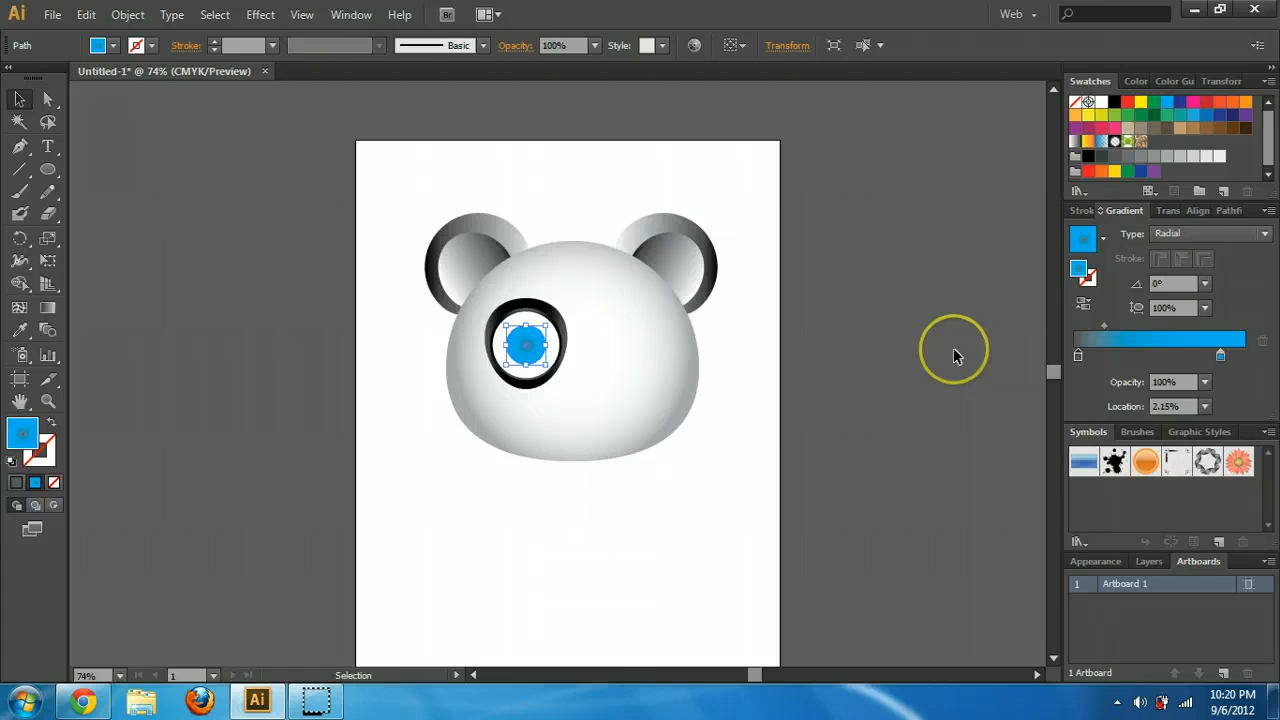 Ai File Edit Object Type Select Effect View Window Help Br Web
Path Stroke: Basic Opacity: 100% Style: Transform
Untitled-1* @ 74% (CMYK/Preview) ×
Swatches Color Color Gu Transform
Strok Gradient Trans Align Pathfi
Type: Radial
Stroke:
0°
100%
Opacity: 100%
Location: 2.15%
Symbols Brushes Graphic Styles
Appearance Layers Artboards
1 Artboard 1
1 Artboard
74% 1 Selection
Ai
10:20 PM
9/6/2012